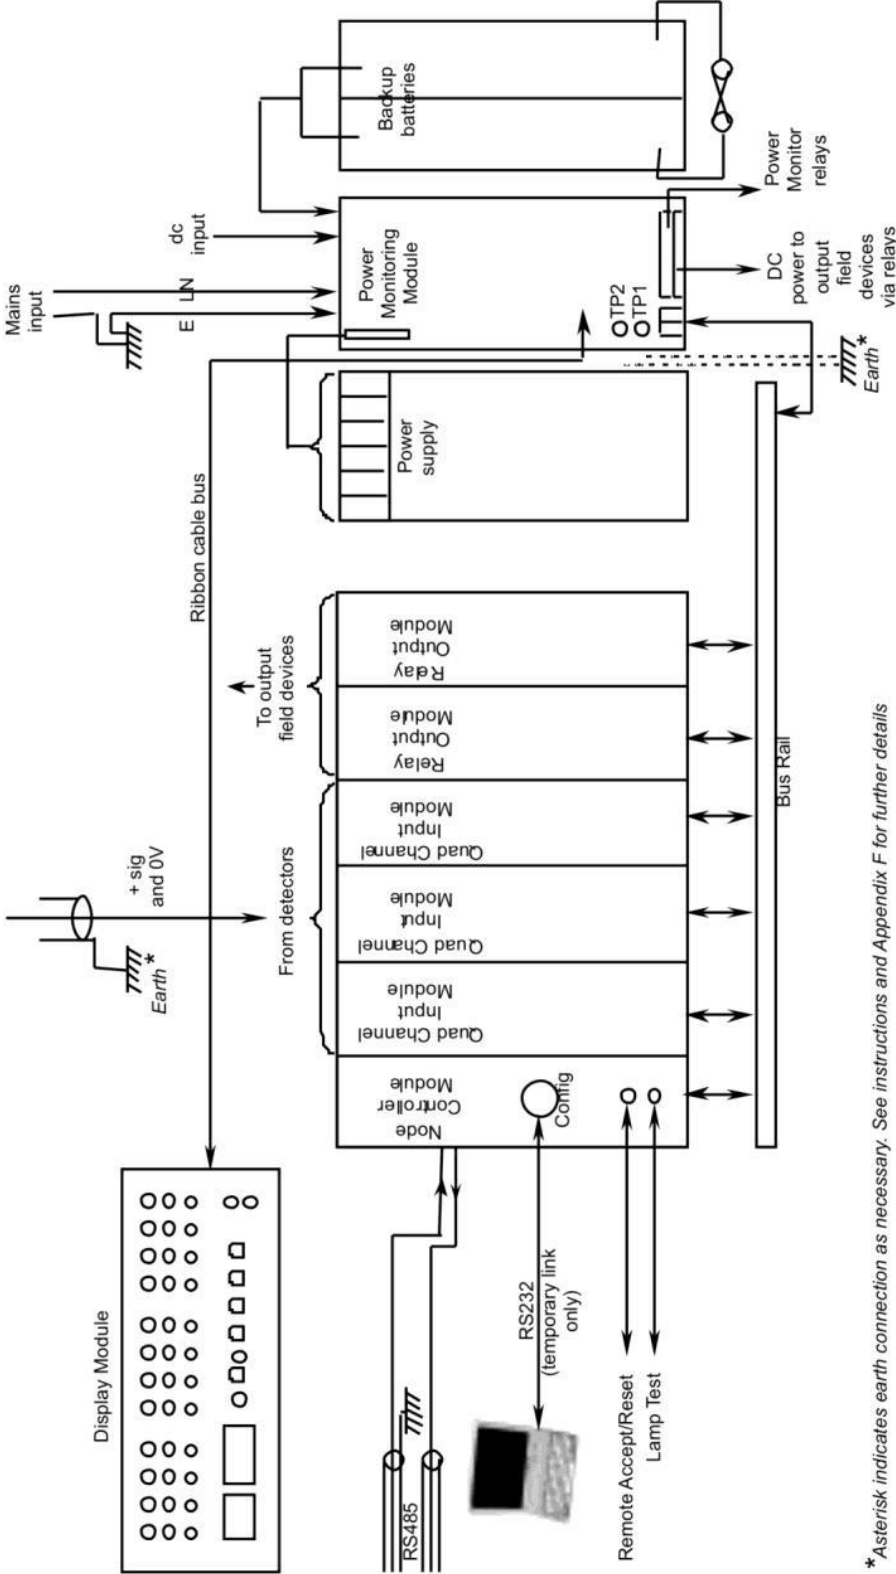 Display Module
RS485
RS232
(temporary link
only)
Remote Accept/Reset
Lamp Test
Node
Controller
Module
Config
Quad Channel
Input
Module
Quad Channel
Input
Module
Quad Channel
Input
Module
Relay
Output
Module
Relay
Output
Module
From detectors
+ sig
and 0V
Earth*
To output
field devices
Ribbon cable bus
Bus Rail
Power
supply
Mains
input
E
LN
dc
input
Power
Monitoring
Module
TP2
TP1
Earth*
Backup
batteries
DC
power to
output
field
devices
via relays
Power
Monitor
relays
* Asterisk indicates earth connection as necessary. See instructions and Appendix F for further details